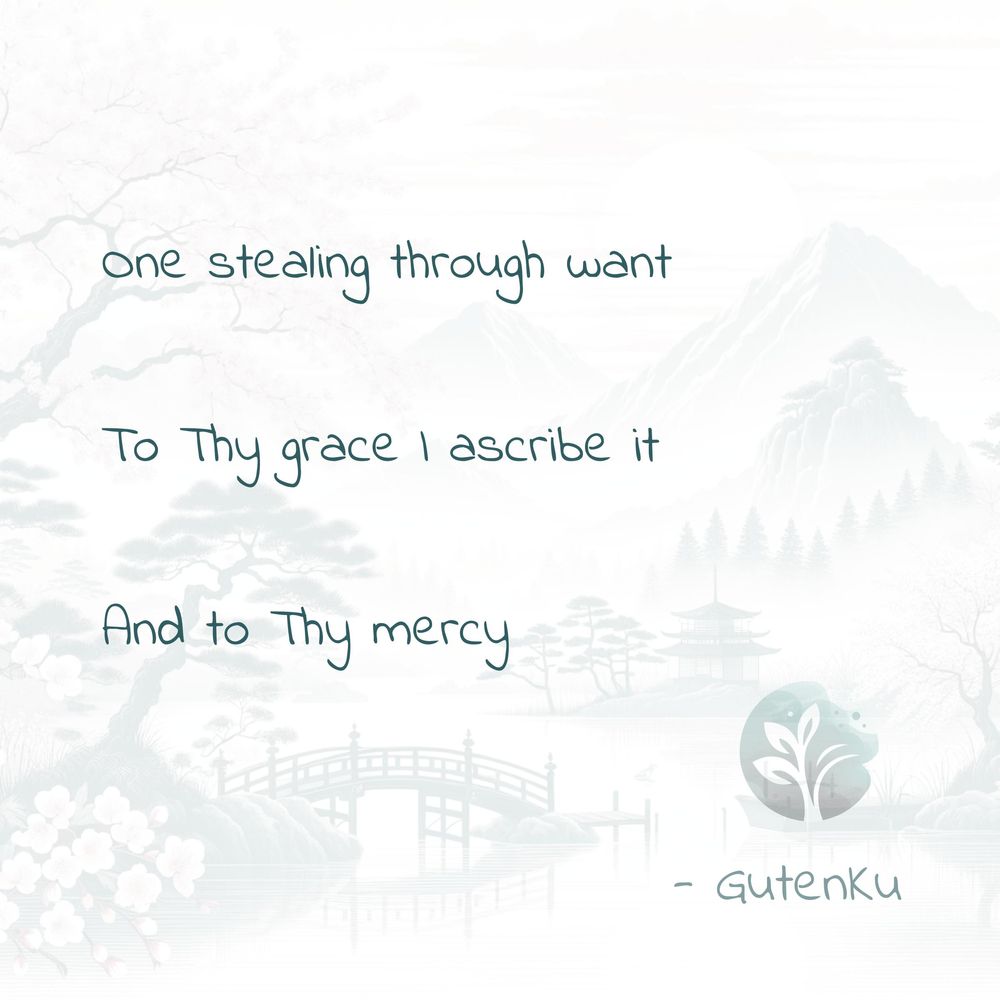 One stealing through want
To Thy grace I ascribe it
And to Thy mercy
- GutenKu